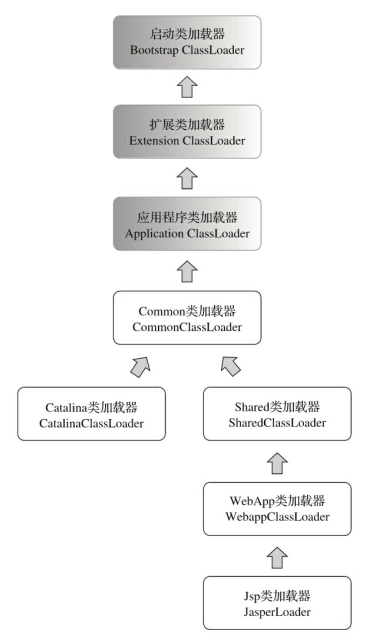 启动类加载器
Bootstrap ClassLoader
扩展类加载器
Extension ClassLoader
应用程序类加载器
Application ClassLoader
Common类加载器
CommonClassLoader
Catalina类加载器
CatalinaClassLoader
Shared类加载器
SharedClassLoader
WebApp类加载器
WebappClassLoader
Jsp类加载器
JasperLoader